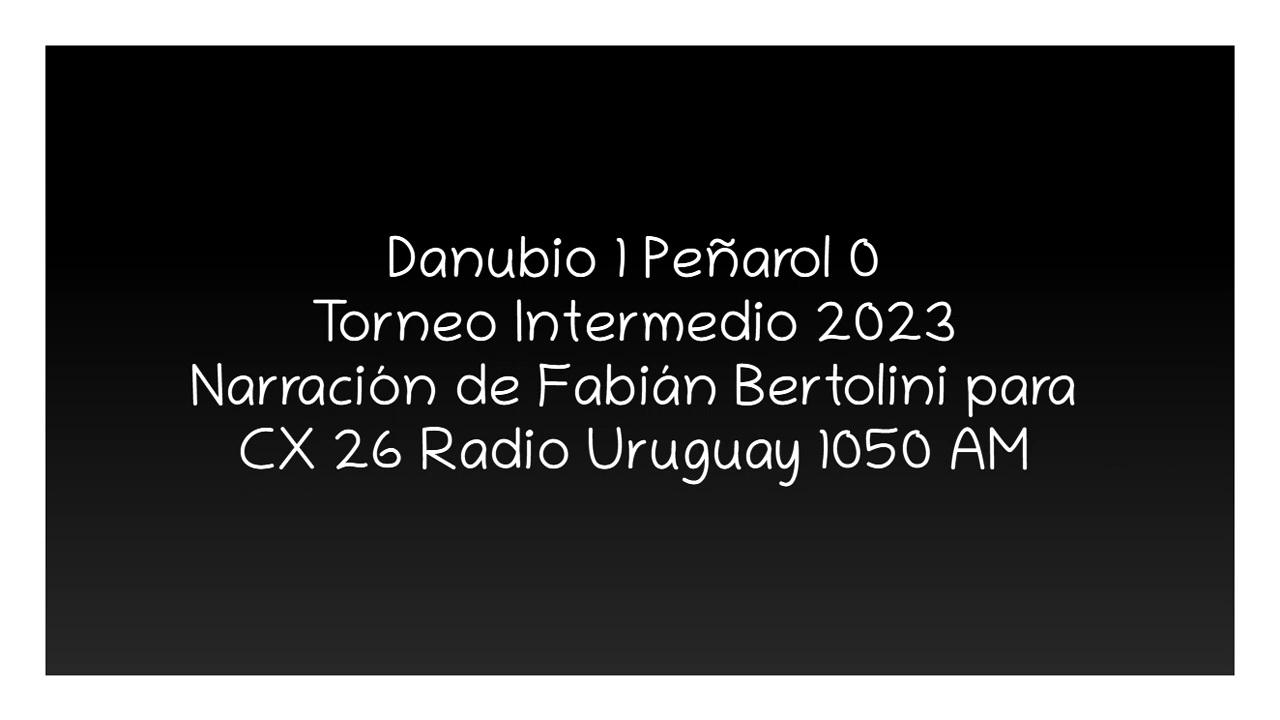 Danubio 1 Peñarol 0
Torneo Intermedio 2023
Narración de Fabián Bertolini para
CX 26 Radio Uruguay 1050 AM